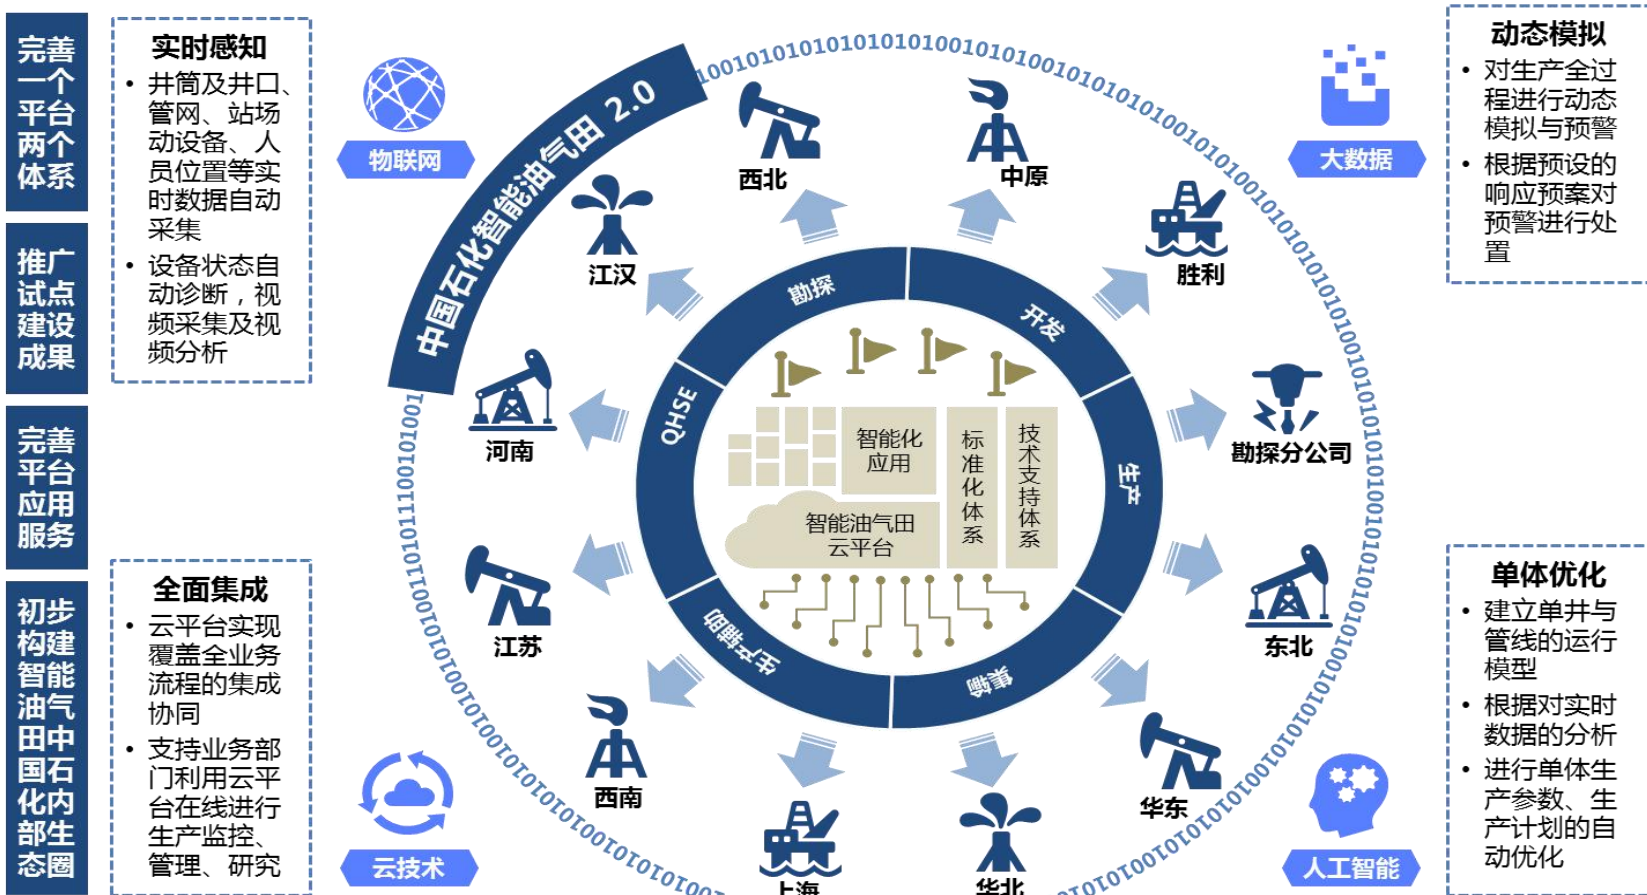 完善
一个
平台
两个
体系
推广
试点
建设
成果
完善
平台
应用
服务
初步
构建
智能
油气
田中
国石
化内
部生
态圈
实时感知
• 井筒及井口、
管网、站场
动设备、人
员位置等实
时数据自动
采集
• 设备状态自
动诊断，视
频采集及视
频分析
全面集成
• 云平台实现
覆盖全业务
流程的集成
协同
• 支持业务部
门利用云平
台在线进行
生产监控、
管理、研究
物联网
云技术
中国石化智能油气田 2.0
西北
中原
江汉
胜利
河南
勘探分公司
江苏
东北
西南
华东
上海
华北
勘探
开发
QHSE
生产
生产辅助
集输
智能化
应用
标准化体系
技术支持体系
智能油气田
云平台
大数据
人工智能
动态模拟
• 对生产全过
程进行动态
模拟与预警
• 根据预设的
响应预案对
预警进行处
置
单体优化
• 建立单井与
管线的运行
模型
• 根据对实时
数据的分析
• 进行单体生
产参数、生
产计划的自
动优化